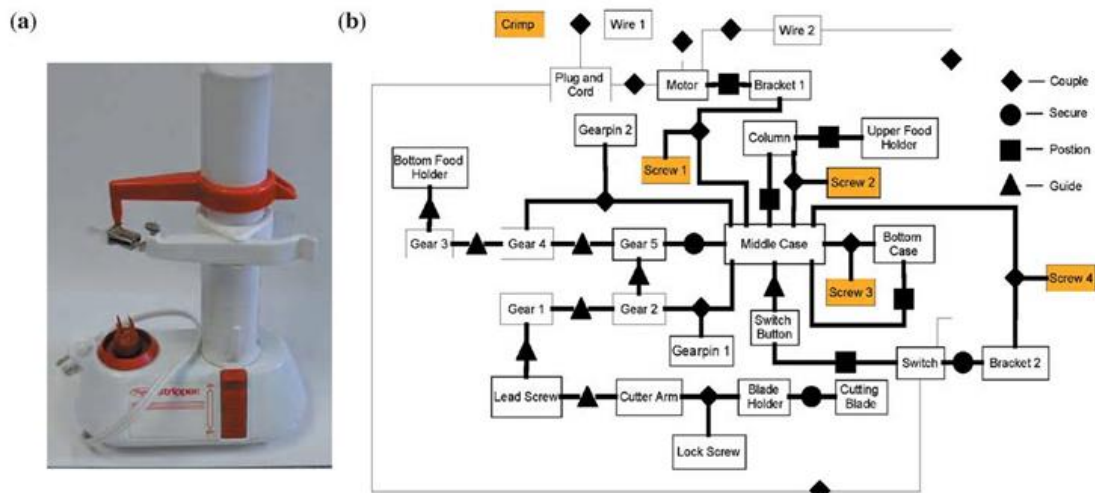 (a)
stripper
(b)
Crimp
Wire 1
Wire 2
Plug and
Cord
Motor
Bracket 1
Couple
Secure
Postion
Guide
Gearpin 2
Column
Upper Food
Holder
Bottom Food
Holder
Screw 1
Screw 2
Gear 3
Gear 4
Gear 5
Middle Case
Bottom
Case
Screw 3
Screw 4
Gear 1
Gear 2
Switch
Button
Gearpin 1
Switch
Bracket 2
Lead Screw
Cutter Arm
Blade
Holder
Cutting
Blade
Lock Screw